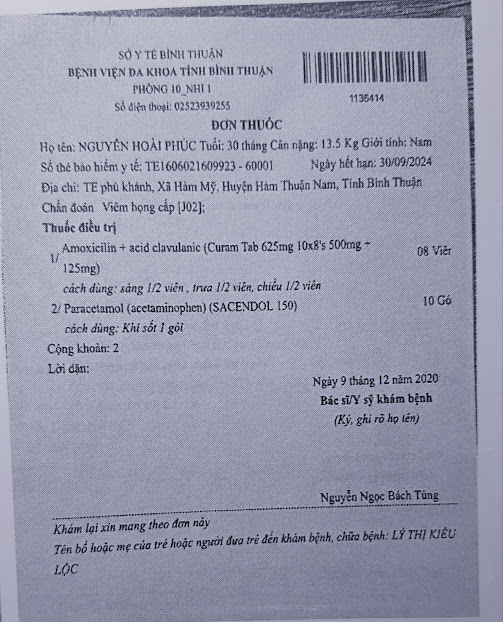 SỞ Y TẾ BÌNH THUẬN
BỆNH VIỆN ĐA KHOA TỈNH BÌNH THUẬN
PHÒNG 10_NHI 1
Số điện thoại: 02523939255
1135414
ĐƠN THUỐC
Họ tên: NGUYỄN HOÀI PHÚC Tuổi: 30 tháng Cân nặng: 13.5 Kg Giới tính: Nam
Số thẻ bảo hiểm y tế: TE1606021609923 - 60001 Ngày hết hạn: 30/09/2024
Địa chỉ: TE phú khánh, Xã Hàm Mỹ, Huyện Hàm Thuận Nam, Tỉnh Bình Thuận
Chẩn đoán Viêm họng cấp [J02];
Thuốc điều trị
1/ Amoxicilin + acid clavulanic (Curam Tab 625mg 10x8's 500mg + 08 Viên
125mg)
cách dùng: sáng 1/2 viên , trưa 1/2 viên, chiều 1/2 viên
2/ Paracetamol (acetaminophen) (SACENDOL 150) 10 Gó
cách dùng: Khi sốt 1 gói
Cộng khoản: 2
Lời dặn:
Ngày 9 tháng 12 năm 2020
Bác sĩ/Y sỹ khám bệnh
(Ký, ghi rõ họ tên)
Nguyễn Ngọc Bách Tùng
Khám lại xin mang theo đơn này
Tên bố hoặc mẹ của trẻ hoặc người đưa trẻ đến khám bệnh, chữa bệnh: LÝ THỊ KIỀU
LỘC